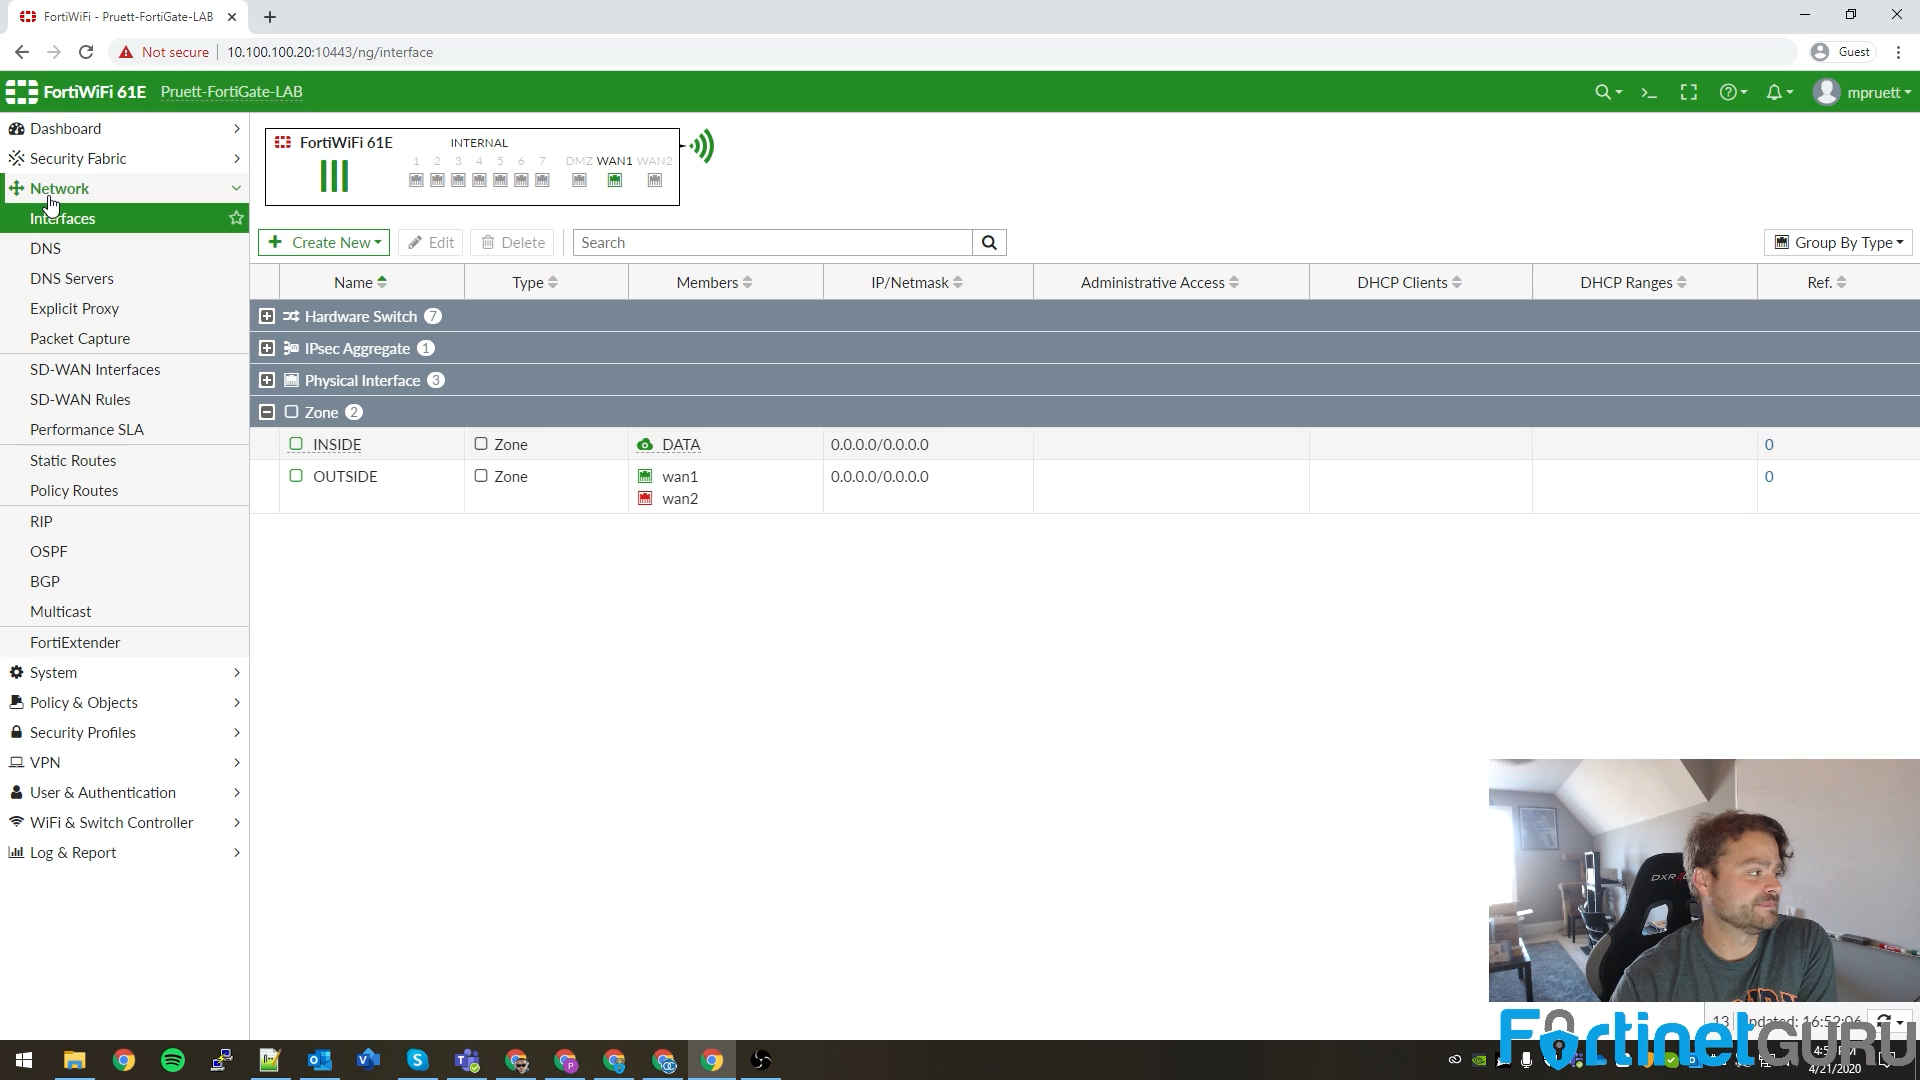 FortiWiFi - Pruett-FortiGate-LAB
Not secure
10.100.100.20:10443/ng/interface
Guest
FortiWiFi 61E
Pruett-FortiGate-LAB
mpruett
Dashboard
Security Fabric
Network
Interfaces
DNS
DNS Servers
Explicit Proxy
Packet Capture
SD-WAN Interfaces
SD-WAN Rules
Performance SLA
Static Routes
Policy Routes
RIP
OSPF
BGP
Multicast
FortiExtender
System
Policy & Objects
Security Profiles
VPN
User & Authentication
WiFi & Switch Controller
Log & Report
FortiWiFi 61E
INTERNAL
1 2 3 4 5 6 7 DMZ WAN1 WAN2
Create New Edit Delete Search Group By Type
Name Type Members IP/Netmask Administrative Access DHCP Clients DHCP Ranges Ref.
Hardware Switch 7
IPsec Aggregate 1
Physical Interface 3
Zone 2
INSIDE Zone DATA 0.0.0.0/0.0.0.0 0
OUTSIDE Zone wan1 0.0.0.0/0.0.0.0 0
wan2
DXR
13
FortinetGURU
4/21/2020